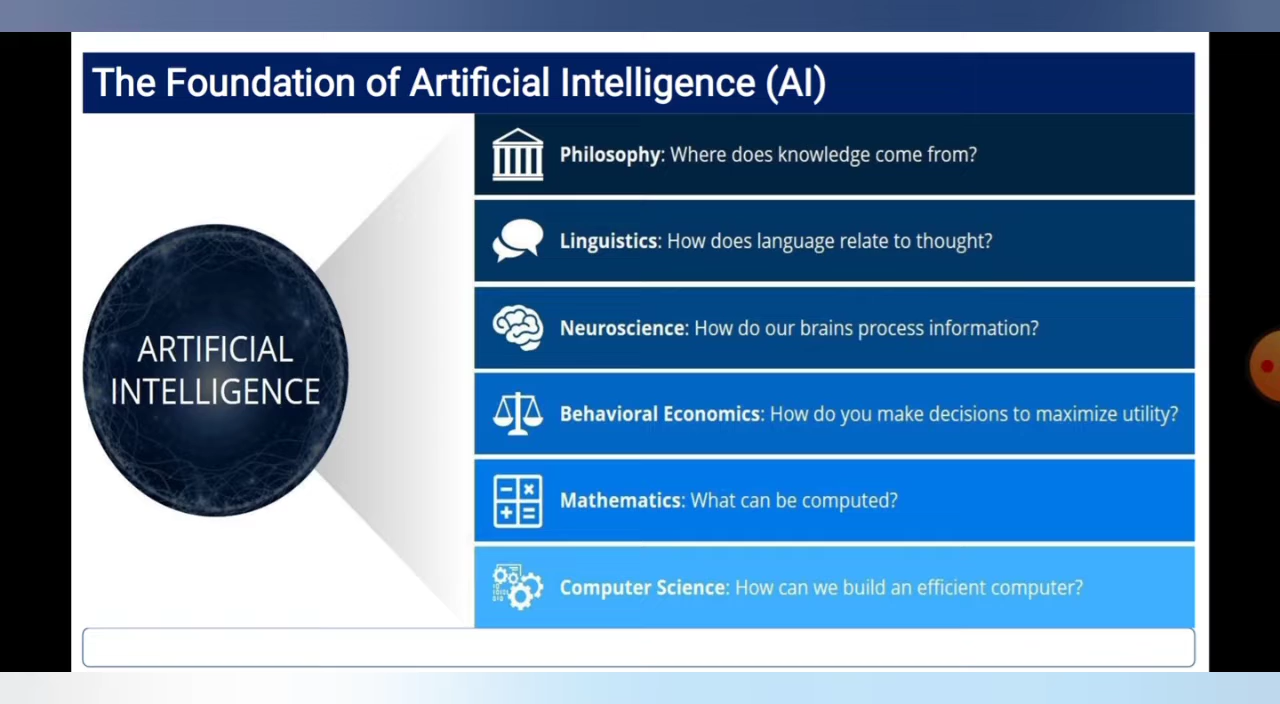 The Foundation of Artificial Intelligence (AI)
ARTIFICIAL
INTELLIGENCE
Philosophy: Where does knowledge come from?
Linguistics: How does language relate to thought?
Neuroscience: How do our brains process information?
Behavioral Economics: How do you make decisions to maximize utility?
Mathematics: What can be computed?
Computer Science: How can we build an efficient computer?